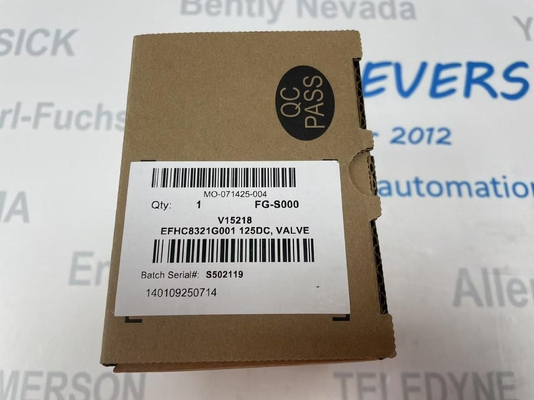 Bently Nevada
SICK
EVERS
2012
rl-Fuchs
automation
QC
PASS
MO-071425-004
Qty: 1 FG-S000
V15218
EFHC8321G001 125DC, VALVE
Batch Serial#: S502119
140109250714
MA
Allen
MERSON
TELEDYNE